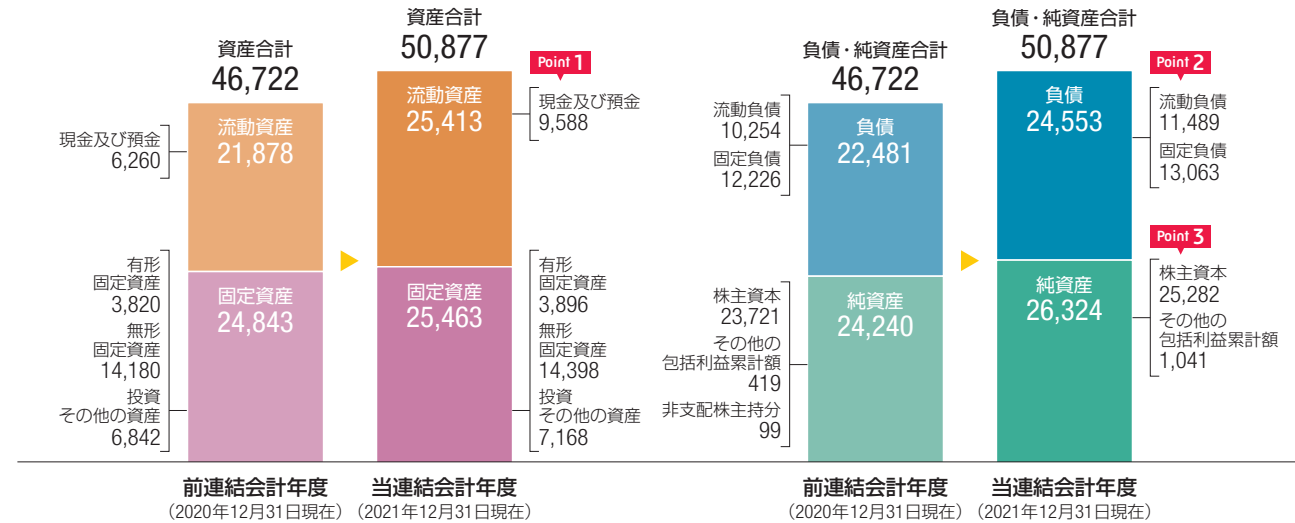 資産合計
46,722
流動資産
21,878
現金及び預金
6,260
固定資産
24,843
有形
固定資産
3,820
無形
固定資産
14,180
投資
その他の資産
6,842
前連結会計年度
(2020年12月31日現在)
資産合計
50,877
流動資産
25,413
Point 1
現金及び預金
9,588
固定資産
25,463
有形
固定資産
3,896
無形
固定資産
14,398
投資
その他の資産
7,168
当連結会計年度
(2021年12月31日現在)
負債・純資産合計
46,722
負債
22,481
流動負債
10,254
固定負債
12,226
純資産
24,240
株主資本
23,721
その他の
包括利益累計額
419
非支配株主持分
99
前連結会計年度
(2020年12月31日現在)
負債・純資産合計
50,877
負債
24,553
Point 2
流動負債
11,489
固定負債
13,063
純資産
26,324
Point 3
株主資本
25,282
その他の
包括利益累計額
1,041
当連結会計年度
(2021年12月31日現在)